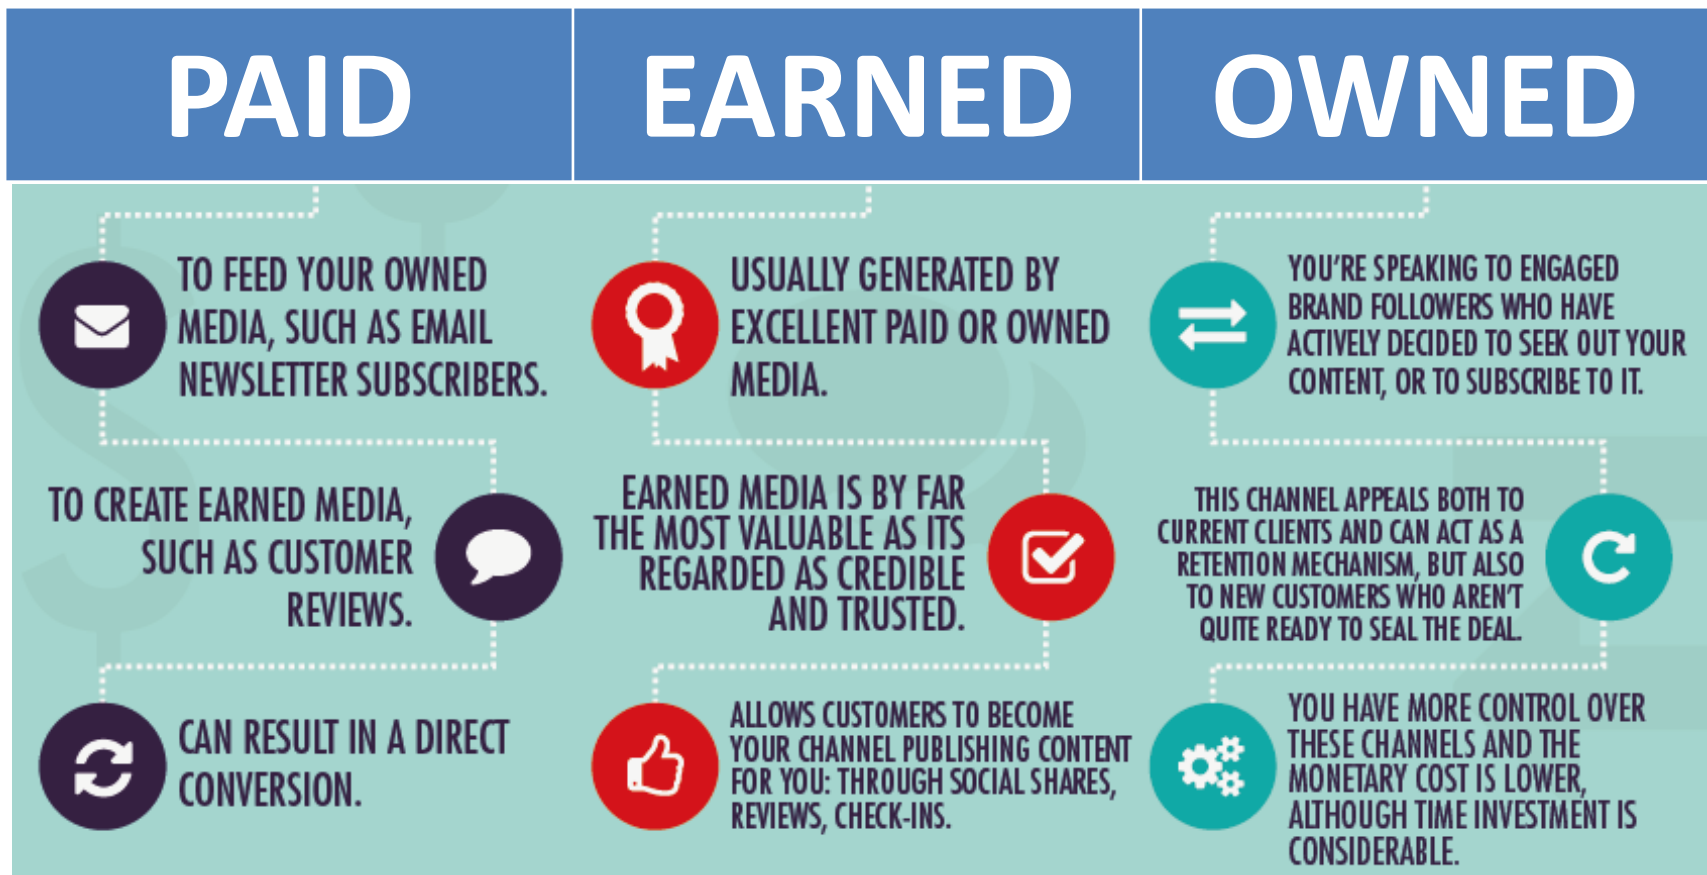 PAID
EARNED
OWNED
TO FEED YOUR OWNED
MEDIA, SUCH AS EMAIL
NEWSLETTER SUBSCRIBERS.
TO CREATE EARNED MEDIA,
SUCH AS CUSTOMER
REVIEWS.
CAN RESULT IN A DIRECT
CONVERSION.
USUALLY GENERATED BY
EXCELLENT PAID OR OWNED
MEDIA.
EARNED MEDIA IS BY FAR
THE MOST VALUABLE AS ITS
REGARDED AS CREDIBLE
AND TRUSTED.
ALLOWS CUSTOMERS TO BECOME
YOUR CHANNEL PUBLISHING CONTENT
FOR YOU: THROUGH SOCIAL SHARES,
REVIEWS, CHECK-INS.
YOU'RE SPEAKING TO ENGAGED
BRAND FOLLOWERS WHO HAVE
ACTIVELY DECIDED TO SEEK OUT YOUR
CONTENT, OR TO SUBSCRIBE TO IT.
THIS CHANNEL APPEALS BOTH TO
CURRENT CLIENTS AND CAN ACT AS A
RETENTION MECHANISM, BUT ALSO
TO NEW CUSTOMERS WHO AREN'T
QUITE READY TO SEAL THE DEAL.
YOU HAVE MORE CONTROL OVER
THESE CHANNELS AND THE
MONETARY COST IS LOWER,
ALTHOUGH TIME INVESTMENT IS
CONSIDERABLE.